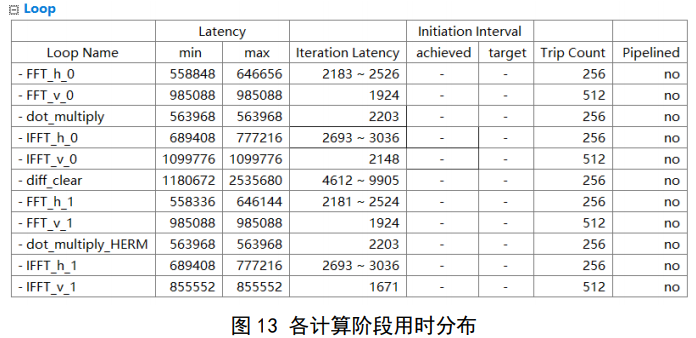 Loop
Latency Initiation Interval
Loop Name min max Iteration Latency achieved target Trip Count Pipelined
- FFT_h_0 558848 646656 2183 ~ 2526 - - 256 no
- FFT_v_0 985088 985088 1924 - - 512 no
- dot_multiply 563968 563968 2203 - - 256 no
- IFFT_h_0 689408 777216 2693 ~ 3036 - - 256 no
- IFFT_v_0 1099776 1099776 2148 - - 512 no
- diff_clear 1180672 2535680 4612 ~ 9905 - - 256 no
- FFT_h_1 558336 646144 2181 ~ 2524 - - 256 no
- FFT_v_1 985088 985088 1924 - - 512 no
- dot_multiply_HERM 563968 563968 2203 - - 256 no
- IFFT_h_1 689408 777216 2693 ~ 3036 - - 256 no
- IFFT_v_1 855552 855552 1671 - - 512 no
图 13 各计算阶段用时分布